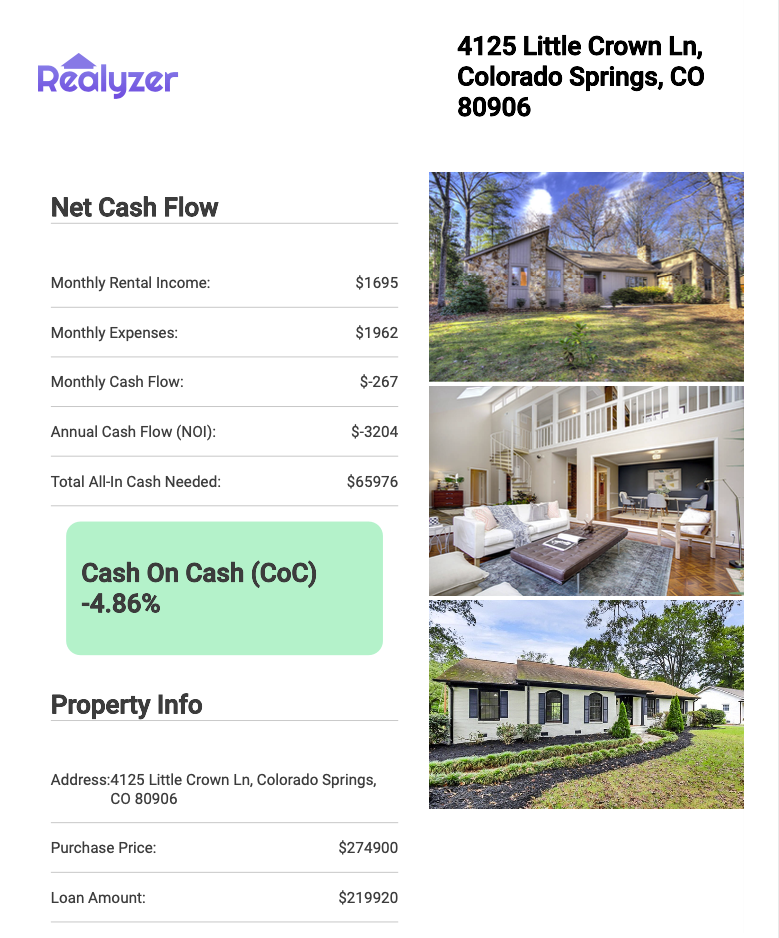 Realyzer
4125 Little Crown Ln,
Colorado Springs, CO
80906
Net Cash Flow
Monthly Rental Income: $1695
Monthly Expenses: $1962
Monthly Cash Flow: $-267
Annual Cash Flow (NOI): $-3204
Total All-In Cash Needed: $65976
Cash On Cash (CoC)
-4.86%
Property Info
Address:4125 Little Crown Ln, Colorado Springs,
CO 80906
Purchase Price: $274900
Loan Amount: $219920